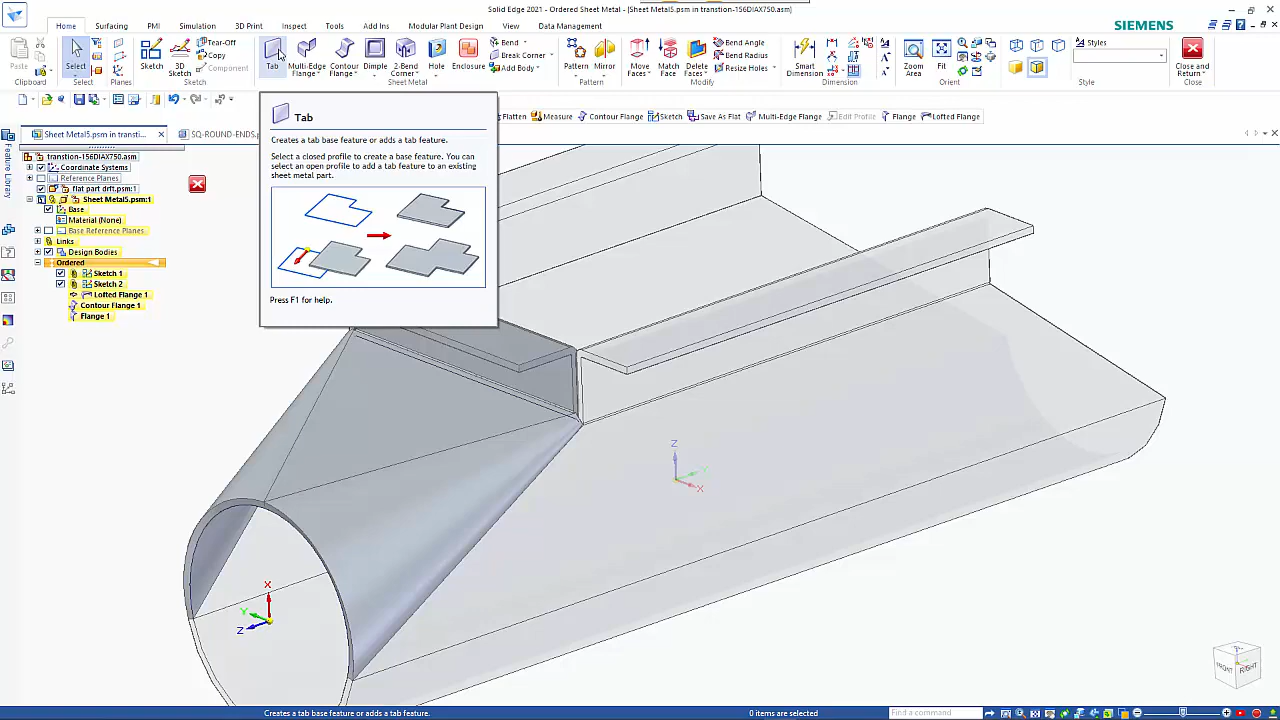 Solid Edge 2021 - Ordered Sheet Metal - [Sheet Metal5.psm in transtion-156DIAX750.asm]
Home Surfacing PMI Simulation 3D Print Inspect Tools Add Ins Modular Plant Design View Data Management
SIEMENS
Paste
Clipboard
Select
Select
Planes
Sketch
3D Sketch
Tear-Off
Copy
Component
Sketch
Tab
Multi-Edge Flange
Contour Flange
Dimple
2-Bend Corner
Hole
Enclosure
Bend
Break Corner
Add Body
Sheet Metal
Pattern
Mirror
Pattern
Move Faces
Match Face
Delete Faces
Bend Angle
Bend Radius
Resize Holes
Modify
Smart Dimension
Dimension
Zoom Area
Fit
Orient
Styles
Style
Close and Return
Close
Flatten Measure Contour Flange Sketch Save As Flat Multi-Edge Flange Edit Profile Flange Lofted Flange
Sheet Metal5.psm in transti...
SQ-ROUND-ENDS.p
Feature Library
transtion-156DIAX750.asm
Coordinate Systems
Reference Planes
flat part drft.psm:1
Sheet Metal5.psm:1
Base
Material (None)
Base Reference Planes
Links
Design Bodies
Ordered
Sketch 1
Sketch 2
Lofted Flange 1
Contour Flange 1
Flange 1
Tab
Creates a tab base feature or adds a tab feature.
Select a closed profile to create a base feature. You can
select an open profile to add a tab feature to an existing
sheet metal part.
Press F1 for help.
Z
X
X
Y
Z
FRONT
RIGHT
Creates a tab base feature or adds a tab feature.
0 items are selected
Find a command